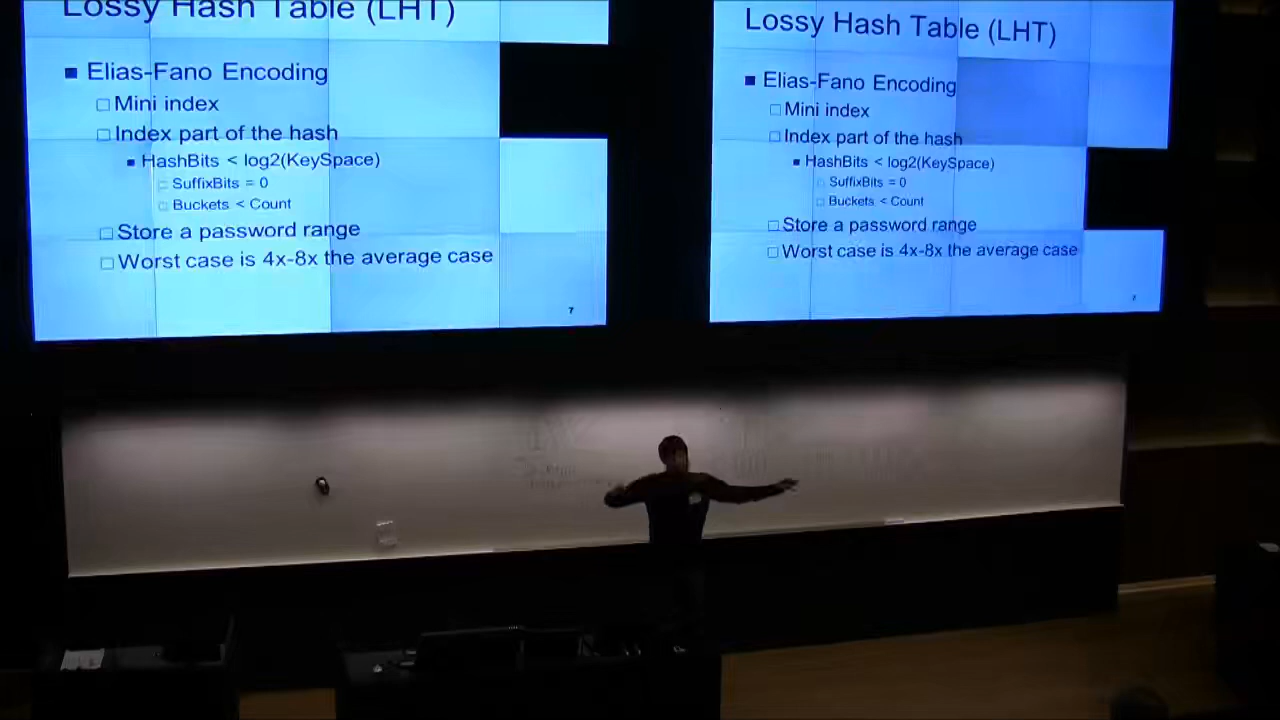 Lossy Hash Table (LHT)
Elias-Fano Encoding
Mini index
Index part of the hash
HashBits < log2(KeySpace)
SuffixBits = 0
Buckets < Count
Store a password range
Worst case is 4x-8x the average case
7
Lossy Hash Table (LHT)
Elias-Fano Encoding
Mini index
Index part of the hash
HashBits < log2(KeySpace)
SuffixBits = 0
Buckets < Count
Store a password range
Worst case is 4x-8x the average case
7